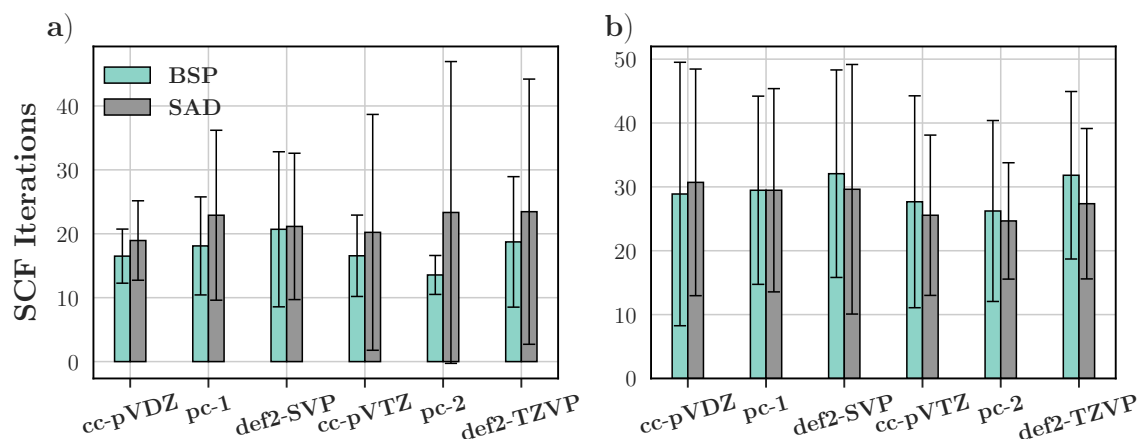 a)
b)
BSP
SAD
SCF Iterations
40
30
20
10
0
50
40
30
20
10
0
cc-pVDZ
pc-1
def2-SVP
cc-pVTZ
pc-2
def2-TZVP
cc-pVDZ
pc-1
def2-SVP
cc-pVTZ
pc-2
def2-TZVP